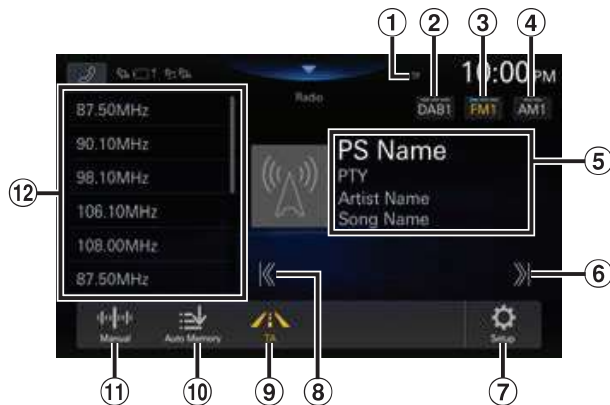 1
2
3
4
10:00 PM
Radio
DAB1 FM1 AM1
87.50MHz
90.10MHz
98.10MHz
106.10MHz
108.00MHz
87.50MHz
PS Name
PTY
Artist Name
Song Name
5
12
6
Manual
Auto Memory
TA
Setup
11
10
9
8
7